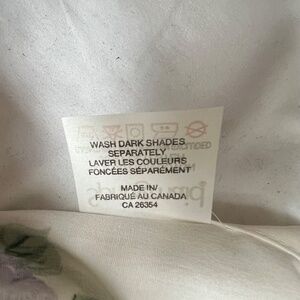 WASH DARK SHADES
SEPARATELY
LAVER LES COULEURS
FONCÉES SÉPARÉMENT
MADE IN/
FABRIQUÉ AU CANADA
CA 26354